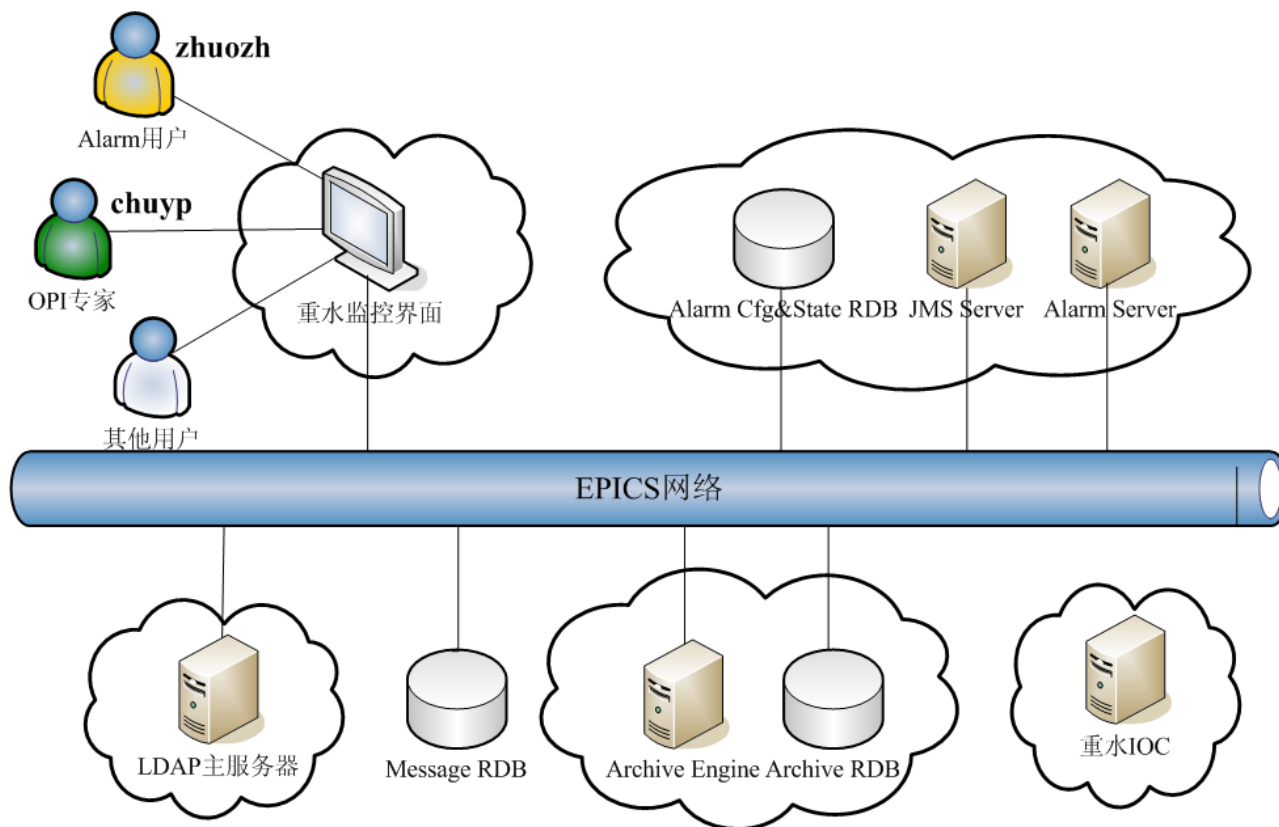 zhuozh
Alarm用户
chuyp
OPI专家
其他用户
重水监控界面
Alarm Cfg&State RDB
JMS Server
Alarm Server
EPICS网络
LDAP主服务器
Message RDB
Archive Engine
Archive RDB
重水IOC